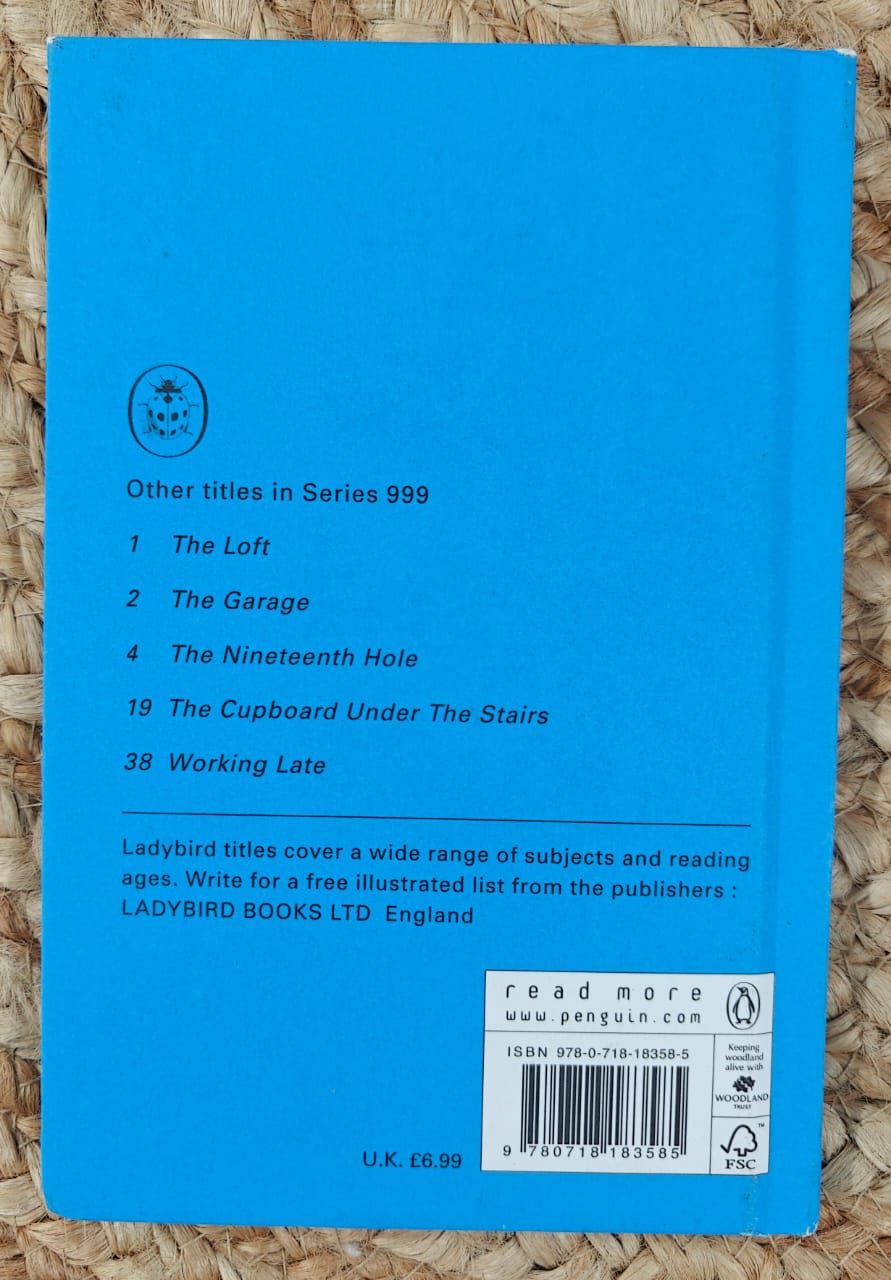 Other titles in Series 999
1 The Loft
2 The Garage
4 The Nineteenth Hole
19 The Cupboard Under The Stairs
38 Working Late
Ladybird titles cover a wide range of subjects and reading
ages. Write for a free illustrated list from the publishers :
LADYBIRD BOOKS LTD England
read more
www.penguin.com
ISBN 978-0-718-18358-5
9 780718 183585
Keeping
woodland
alive with
WOODLAND
TRUST
™
FSC
U.K. £6.99